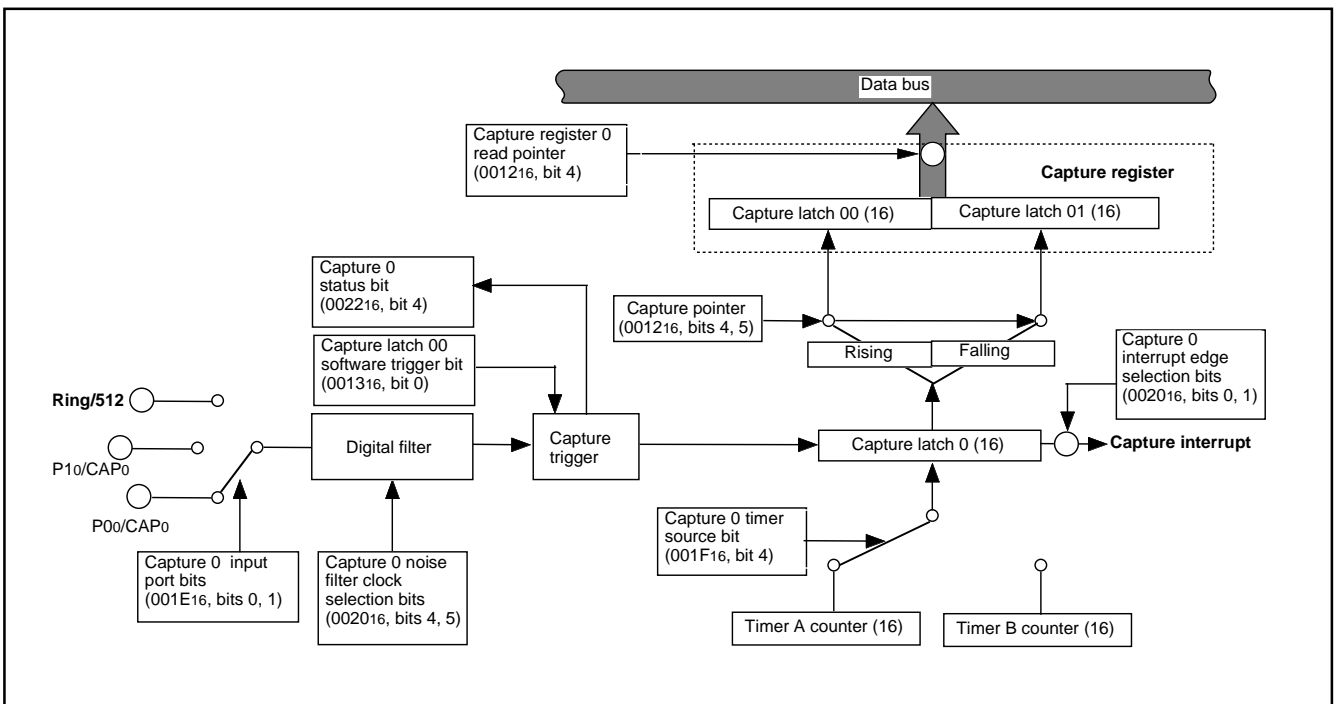 Data bus
Capture register 0
read pointer
(001216, bit 4)
Capture register
Capture latch 00 (16)
Capture latch 01 (16)
Capture 0
status bit
(002216, bit 4)
Capture pointer
(001216, bits 4, 5)
Capture latch 00
software trigger bit
(001316, bit 0)
Rising
Falling
Capture 0
interrupt edge
selection bits
(002016, bits 0, 1)
Ring/512
P10/CAP0
P00/CAP0
Digital filter
Capture
trigger
Capture latch 0 (16)
Capture interrupt
Capture 0 timer
source bit
(001F16, bit 4)
Capture 0 input
port bits
(001E16, bits 0, 1)
Capture 0 noise
filter clock
selection bits
(002016, bits 4, 5)
Timer A counter (16)
Timer B counter (16)